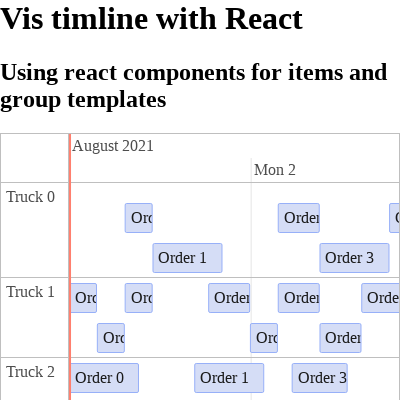 Vis timline with React
Using react components for items and
group templates
August 2021
Mon 2
Truck 0
Ord
Order
Order 1
Order 3
Truck 1
Ord
Ord
Order
Order
Orde
Ord
Ord
Order
Truck 2
Order 0
Order 1
Order 3